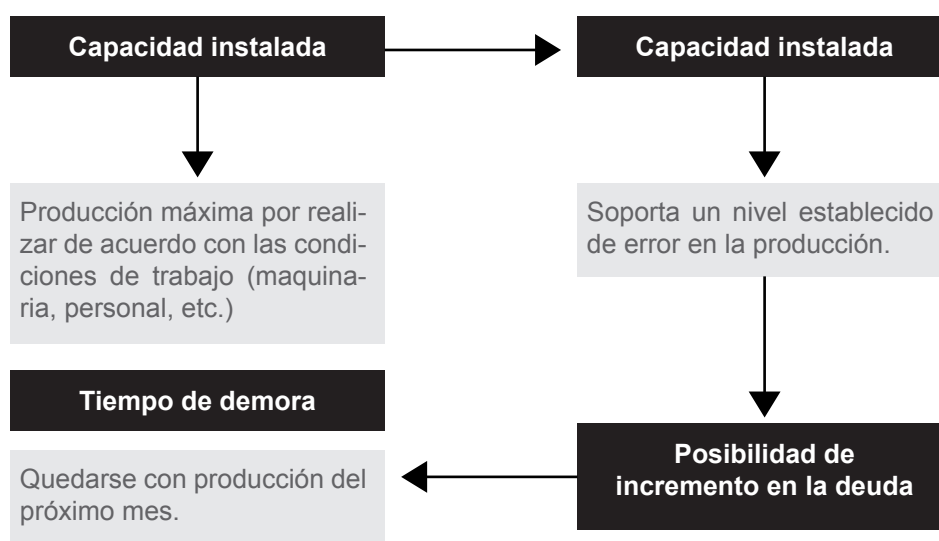 Capacidad instalada
Capacidad instalada
Producción máxima por reali-
zar de acuerdo con las condi-
ciones de trabajo (maquina-
ria, personal, etc.)
Soporta un nivel establecido
de error en la producción.
Tiempo de demora
Quedarse con producción del
próximo mes.
Posibilidad de
incremento en la deuda